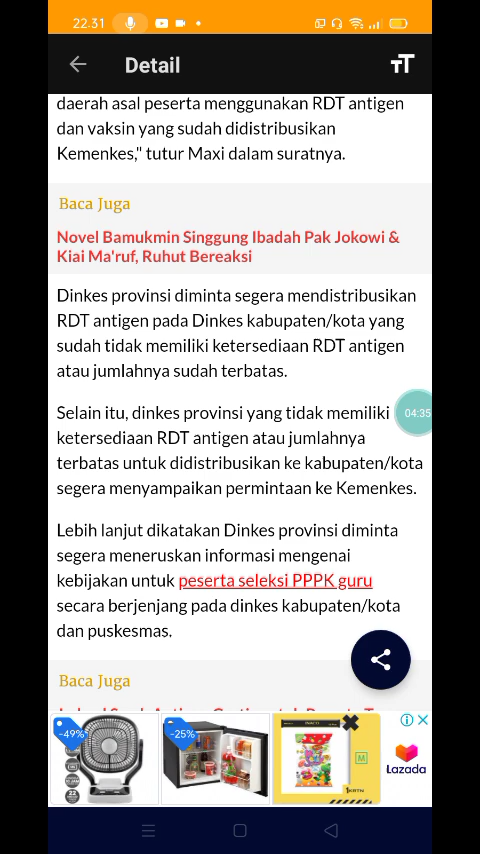 22.31
Detail
TT
daerah asal peserta menggunakan RDT antigen
dan vaksin yang sudah didistribusikan
Kemenkes," tutur Maxi dalam suratnya.
Baca Juga
Novel Bamukmin Singgung Ibadah Pak Jokowi &
Kiai Ma'ruf, Ruhut Bereaksi
Dinkes provinsi diminta segera mendistribusikan
RDT antigen pada Dinkes kabupaten/kota yang
sudah tidak memiliki ketersediaan RDT antigen
atau jumlahnya sudah terbatas.
Selain itu, dinkes provinsi yang tidak memiliki
04:35
ketersediaan RDT antigen atau jumlahnya
terbatas untuk didistribusikan ke kabupaten/kota
segera menyampaikan permintaan ke Kemenkes.
Lebih lanjut dikatakan Dinkes provinsi diminta
segera meneruskan informasi mengenai
kebijakan untuk peserta seleksi PPPK guru
secara berjenjang pada dinkes kabupaten/kota
dan puskesmas.
Baca Juga
-49%
-25%
22
M
Lazada